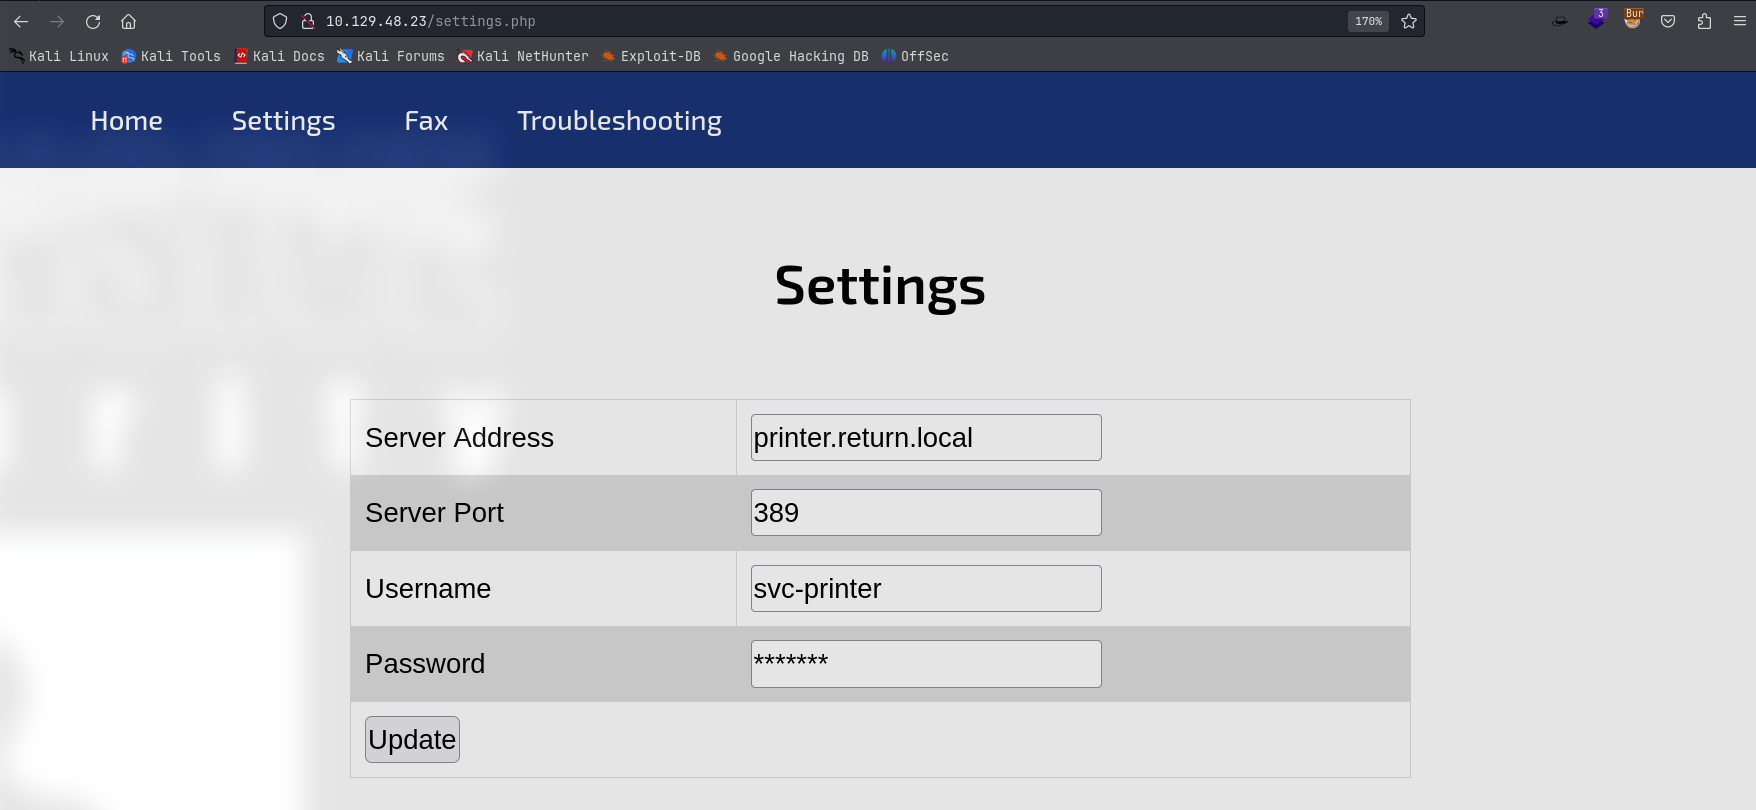 10.129.48.23/settings.php 170% 3 Bur
Kali Linux Kali Tools Kali Docs Kali Forums Kali NetHunter Exploit-DB Google Hacking DB OffSec
Home Settings Fax Troubleshooting
Settings
Server Address printer.return.local
Server Port 389
Username svc-printer
Password *******
Update